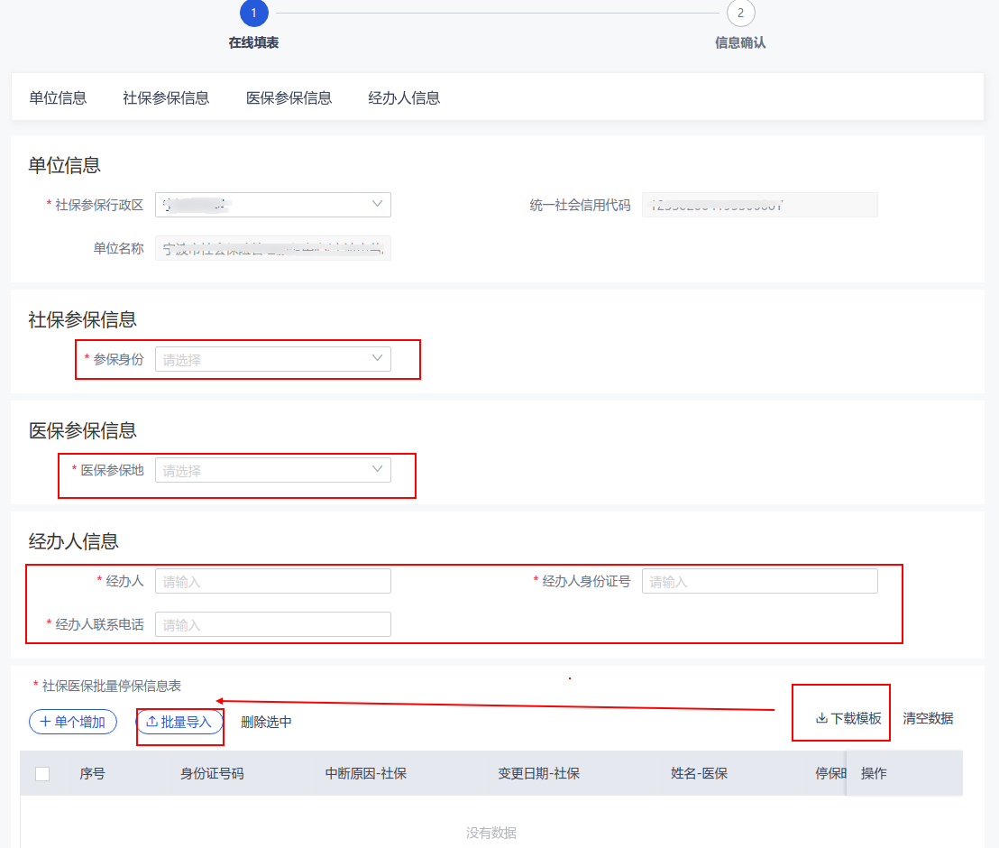 1
2
在线填表
信息确认
单位信息 社保参保信息 医保参保信息 经办人信息
单位信息
* 社保参保行政区
统一社会信用代码
单位名称
社保参保信息
* 参保身份 请选择
医保参保信息
* 医保参保地 请选择
经办人信息
* 经办人 请输入 * 经办人身份证号 请输入
* 经办人联系电话 请输入
* 社保医保批量停保信息表
单个增加 批量导入 删除选中 下载模板 清空数据
序号 身份证号码 中断原因-社保 变更日期-社保 姓名-医保 停保 操作
没有数据